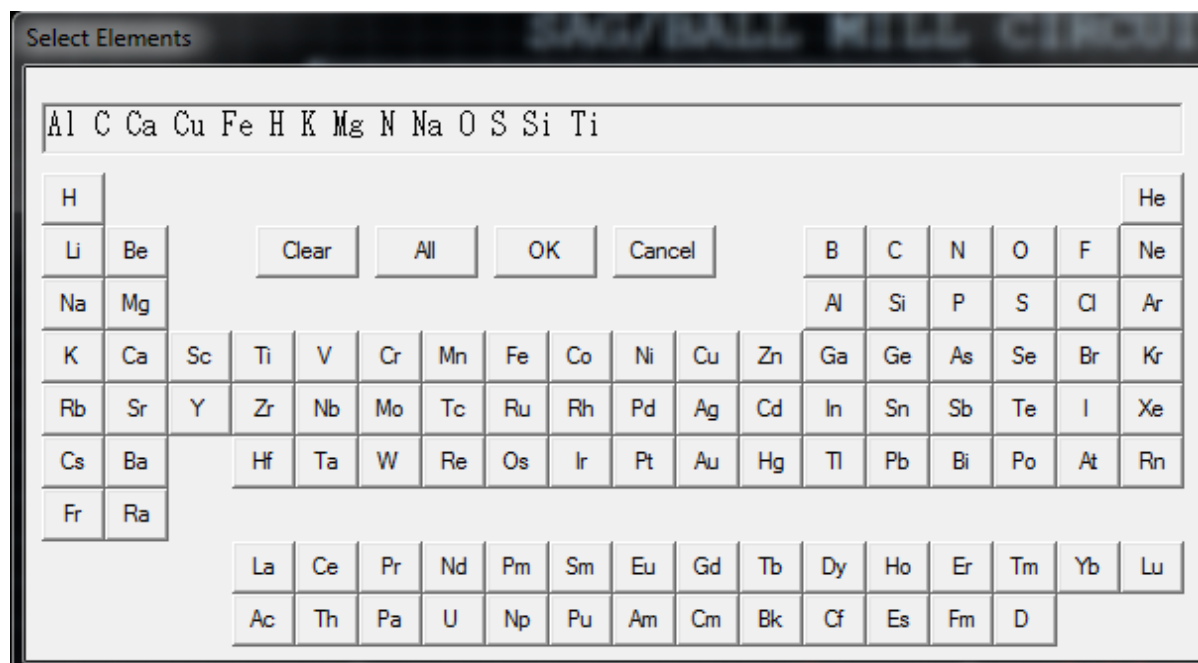 SAG/BALL MILL CIRCUI
Select Elements
Al C Ca Cu Fe H K Mg N Na O S Si Ti
H He
Li Be Clear All OK Cancel B C N O F Ne
Na Mg Al Si P S Cl Ar
K Ca Sc Ti V Cr Mn Fe Co Ni Cu Zn Ga Ge As Se Br Kr
Rb Sr Y Zr Nb Mo Tc Ru Rh Pd Ag Cd In Sn Sb Te I Xe
Cs Ba Hf Ta W Re Os Ir Pt Au Hg Tl Pb Bi Po At Rn
Fr Ra
La Ce Pr Nd Pm Sm Eu Gd Tb Dy Ho Er Tm Yb Lu
Ac Th Pa U Np Pu Am Cm Bk Cf Es Fm D